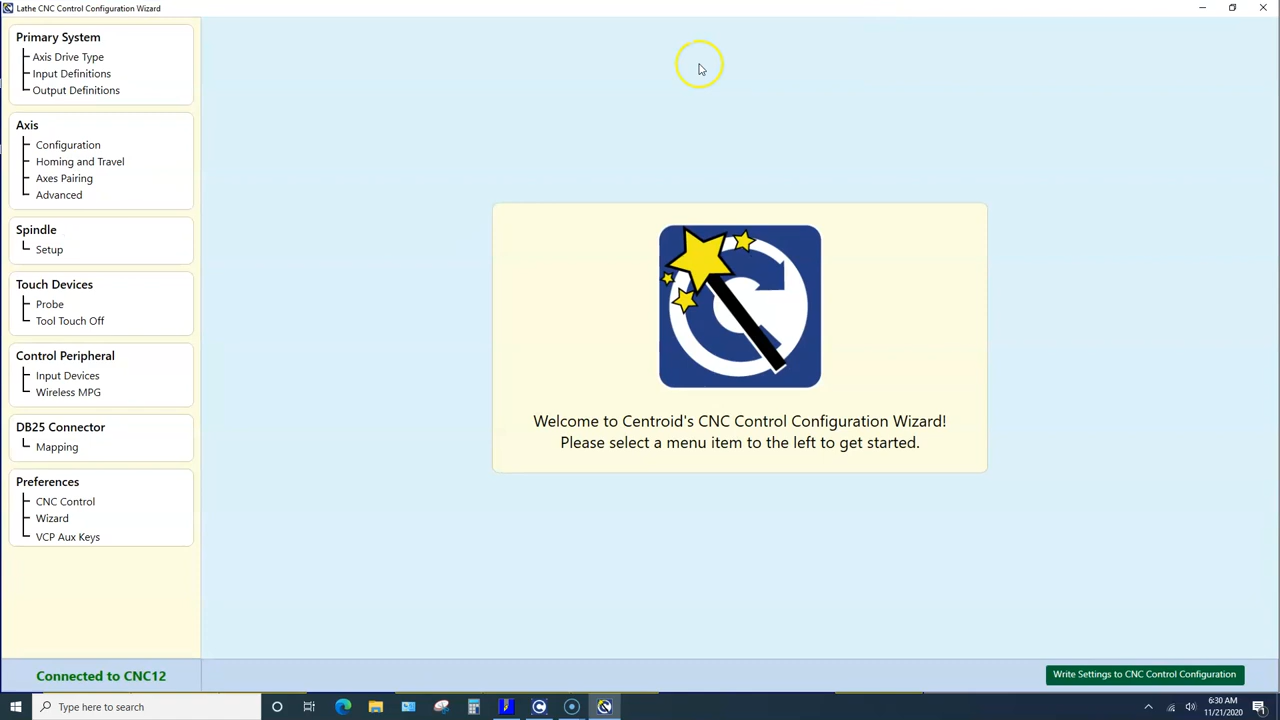 Lathe CNC Control Configuration Wizard
Primary System
Axis Drive Type
Input Definitions
Output Definitions
Axis
Configuration
Homing and Travel
Axes Pairing
Advanced
Spindle
Setup
Touch Devices
Probe
Tool Touch Off
Control Peripheral
Input Devices
Wireless MPG
DB25 Connector
Mapping
Preferences
CNC Control
Wizard
VCP Aux Keys
Welcome to Centroid's CNC Control Configuration Wizard!
Please select a menu item to the left to get started.
Connected to CNC12
Write Settings to CNC Control Configuration
Type here to search
6:30 AM
11/21/2020